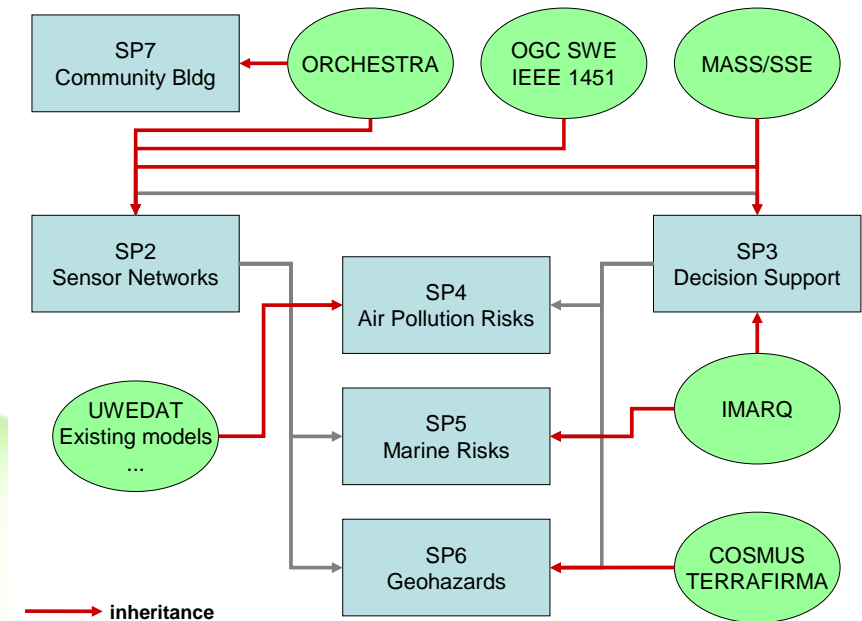 SP7
Community Bldg
ORCHESTRA
OGC SWE
IEEE 1451
MASS/SSE
SP2
Sensor Networks
SP3
Decision Support
SP4
Air Pollution Risks
UWEDAT
Existing models
...
SP5
Marine Risks
IMARQ
SP6
Geohazards
COSMUS
TERRAFIRMA
inheritance